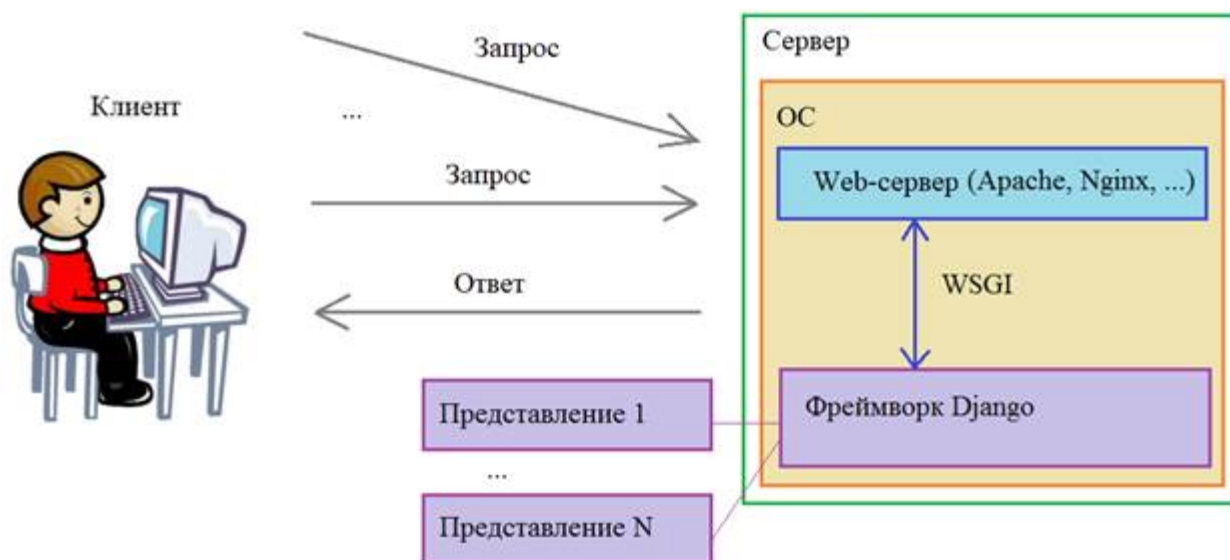 Клиент
Запрос
...
Запрос
Ответ
Сервер
ОС
Web-сервер (Apache, Nginx, ...)
WSGI
Фреймворк Django
Представление 1
...
Представление N